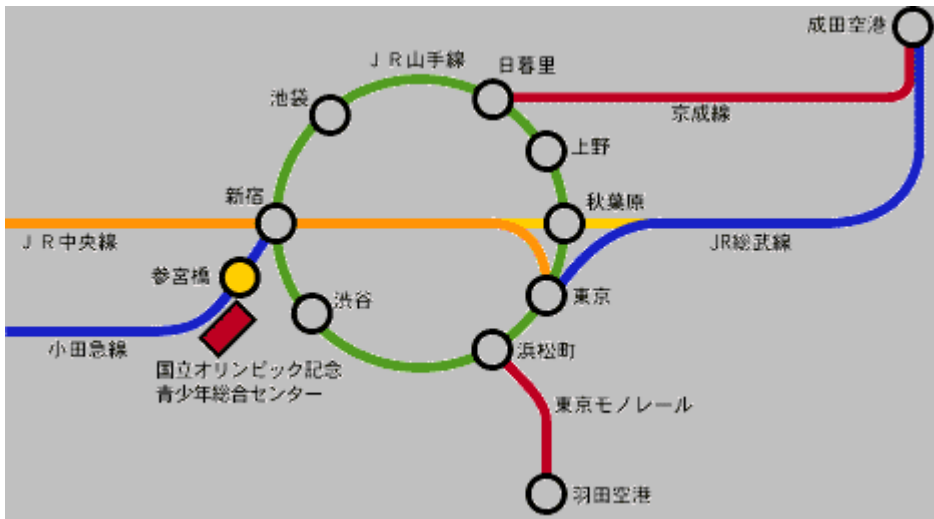 成田空港
ＪＲ山手線
日暮里
池袋
京成線
上野
新宿
秋葉原
ＪＲ中央線
JR総武線
参宮橋
渋谷
東京
小田急線
浜松町
国立オリンピック記念
青少年総合センター
東京モノレール
羽田空港